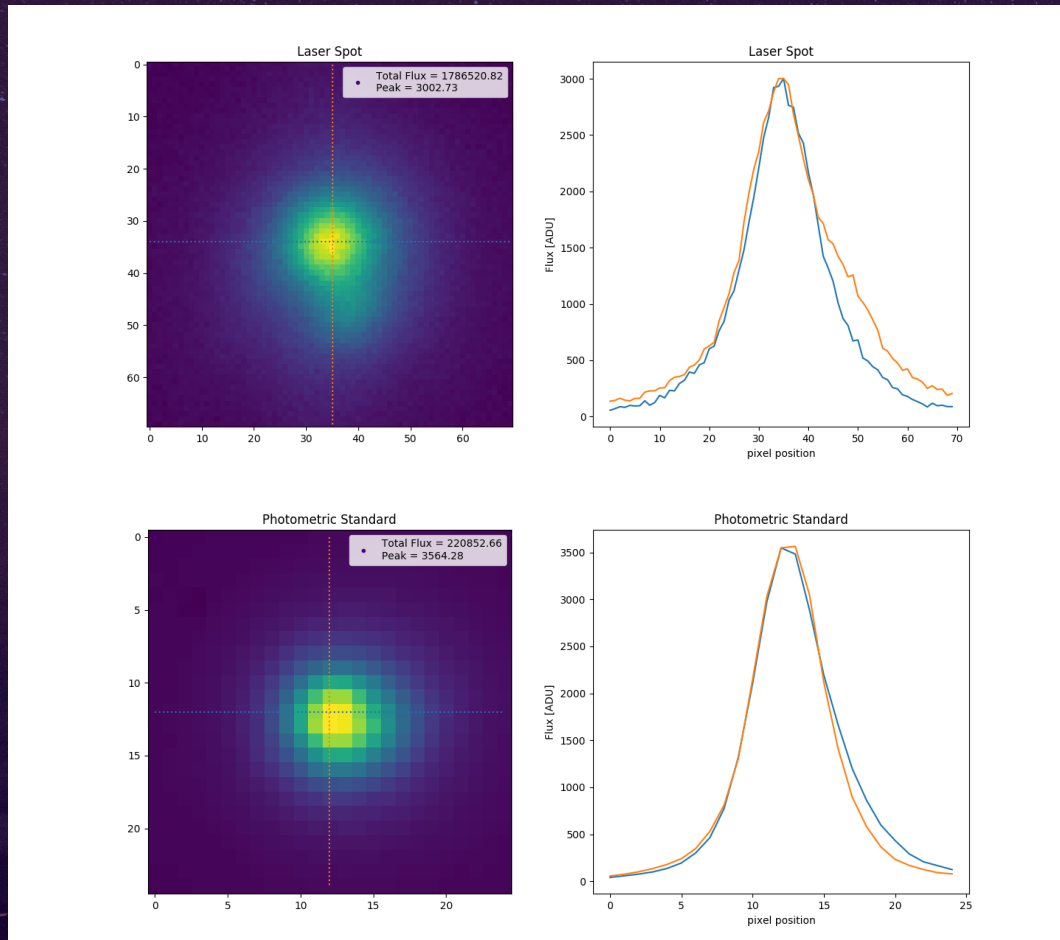 Laser Spot
Total Flux = 1786520.82
Peak = 3002.73
0
10
20
30
40
50
60
0 10 20 30 40 50 60
Laser Spot
Flux [ADU]
3000
2500
2000
1500
1000
500
0
0 10 20 30 40 50 60 70
pixel position
Photometric Standard
Total Flux = 220852.66
Peak = 3564.28
0
5
10
15
20
0 5 10 15 20
Photometric Standard
Flux [ADU]
3500
3000
2500
2000
1500
1000
500
0
0 5 10 15 20 25
pixel position